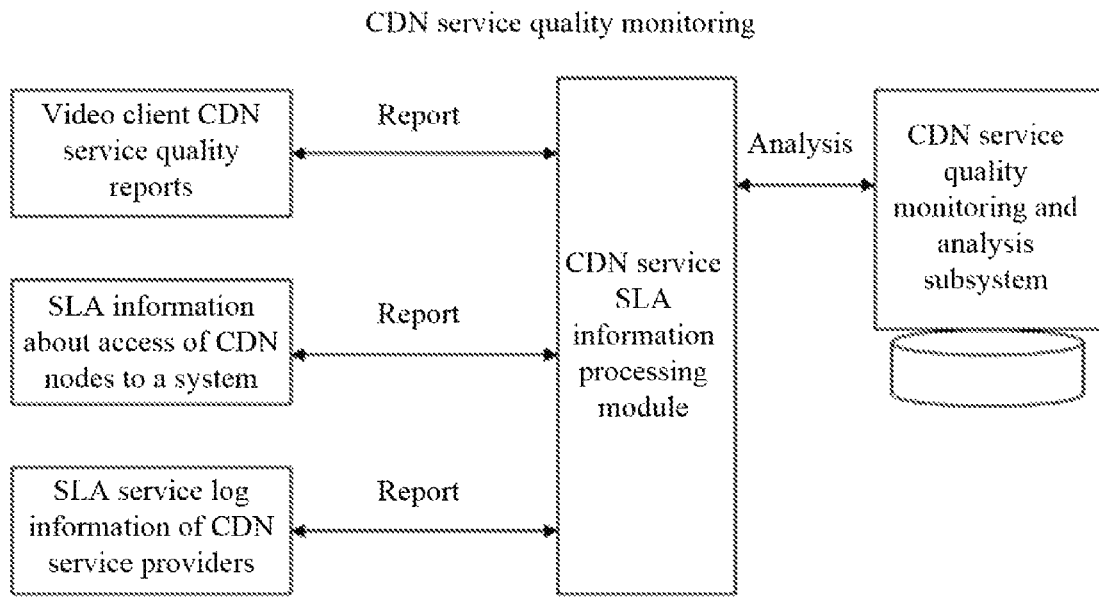 CDN service quality monitoring
Video client CDN
service quality
reports
Report
SLA information
about access of CDN
nodes to a system
Report
SLA service log
information of CDN
service providers
Report
CDN service
SLA
information
processing
module
Analysis
CDN service
quality
monitoring and
analysis
subsystem